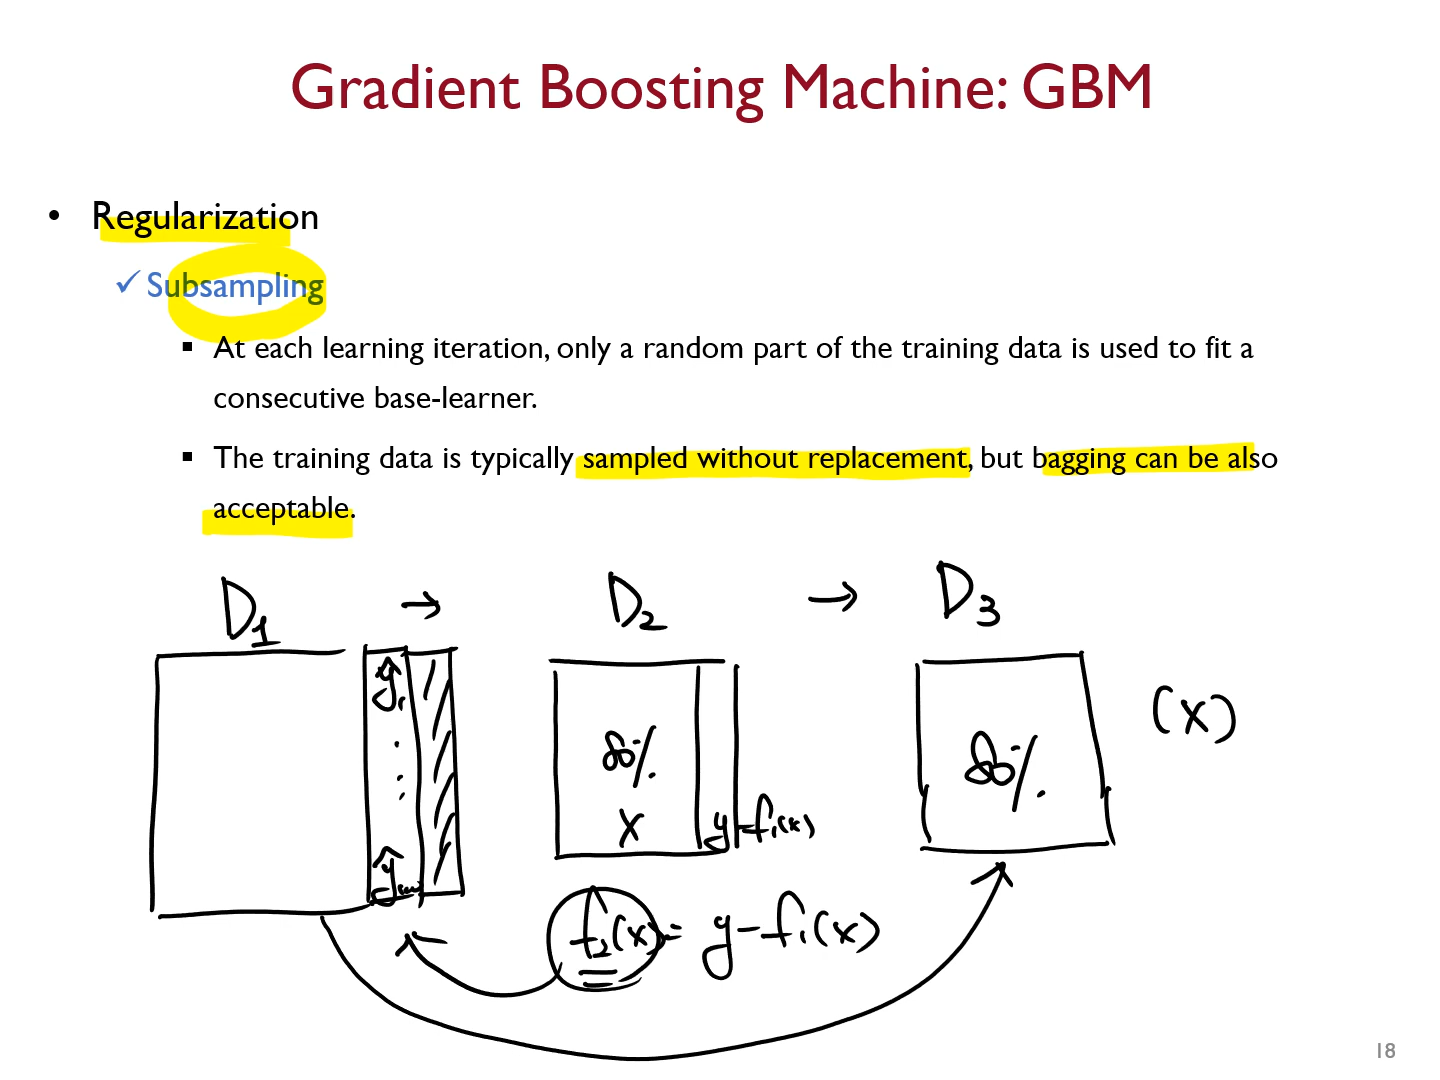 Gradient Boosting Machine: GBM
• Regularization
✓ Subsampling
▪ At each learning iteration, only a random part of the training data is used to fit a
consecutive base-learner.
▪ The training data is typically sampled without replacement, but bagging can be also
acceptable.
D₁ → D₂ → D₃
ŷ₁
80%
80%
(x)
x
y-f₁(x)
f̂₂(x) = y-f₁(x)
18